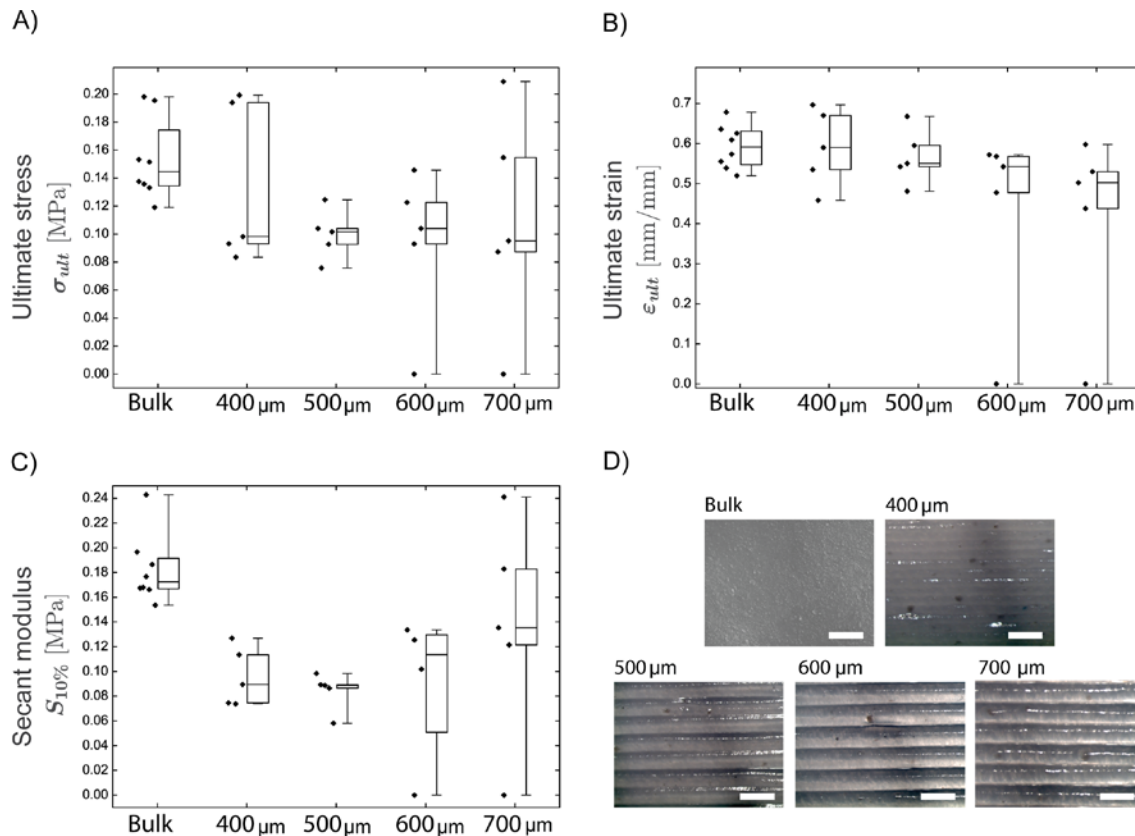 A)
Ultimate stress
σult [MPa]
0.20
0.18
0.16
0.14
0.12
0.10
0.08
0.06
0.04
0.02
0.00
Bulk 400 μm 500 μm 600 μm 700 μm
B)
Ultimate strain
εult [mm/mm]
0.7
0.6
0.5
0.4
0.3
0.2
0.1
0.0
Bulk 400 μm 500 μm 600 μm 700 μm
C)
Secant modulus
S10% [MPa]
0.24
0.22
0.20
0.18
0.16
0.14
0.12
0.10
0.08
0.06
0.04
0.02
0.00
Bulk 400 μm 500 μm 600 μm 700 μm
D)
Bulk 400 μm
500 μm 600 μm 700 μm